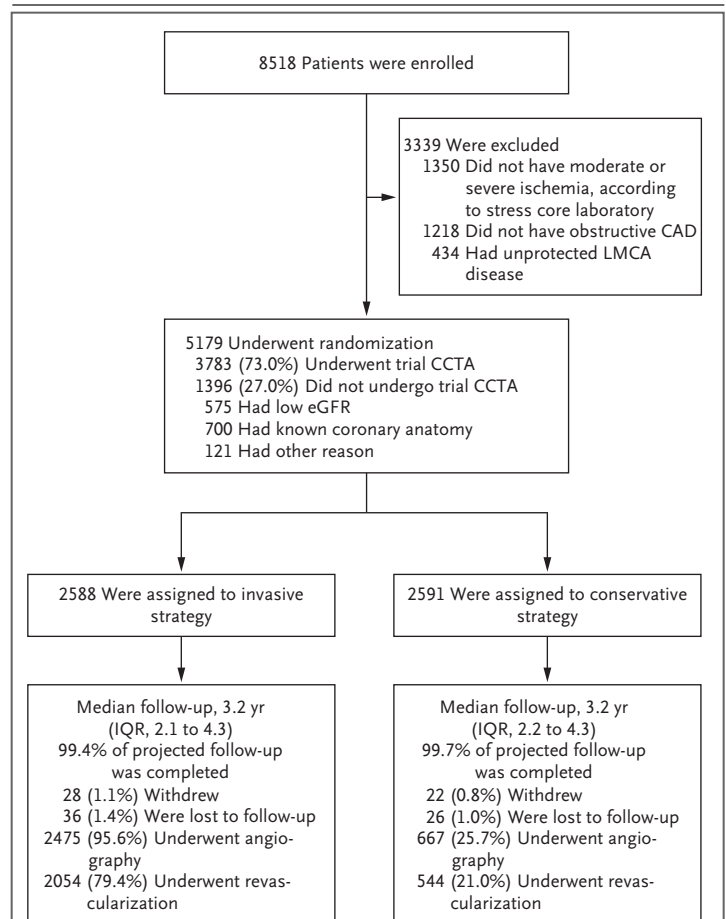 8518 Patients were enrolled
3339 Were excluded
1350 Did not have moderate or
severe ischemia, according
to stress core laboratory
1218 Did not have obstructive CAD
434 Had unprotected LMCA
disease
5179 Underwent randomization
3783 (73.0%) Underwent trial CCTA
1396 (27.0%) Did not undergo trial CCTA
575 Had low eGFR
700 Had known coronary anatomy
121 Had other reason
2588 Were assigned to invasive
strategy
2591 Were assigned to conservative
strategy
Median follow-up, 3.2 yr
(IQR, 2.1 to 4.3)
99.4% of projected follow-up
was completed
28 (1.1%) Withdrew
36 (1.4%) Were lost to follow-up
2475 (95.6%) Underwent angio-
graphy
2054 (79.4%) Underwent revas-
cularization
Median follow-up, 3.2 yr
(IQR, 2.2 to 4.3)
99.7% of projected follow-up
was completed
22 (0.8%) Withdrew
26 (1.0%) Were lost to follow-up
667 (25.7%) Underwent angio-
graphy
544 (21.0%) Underwent revas-
cularization